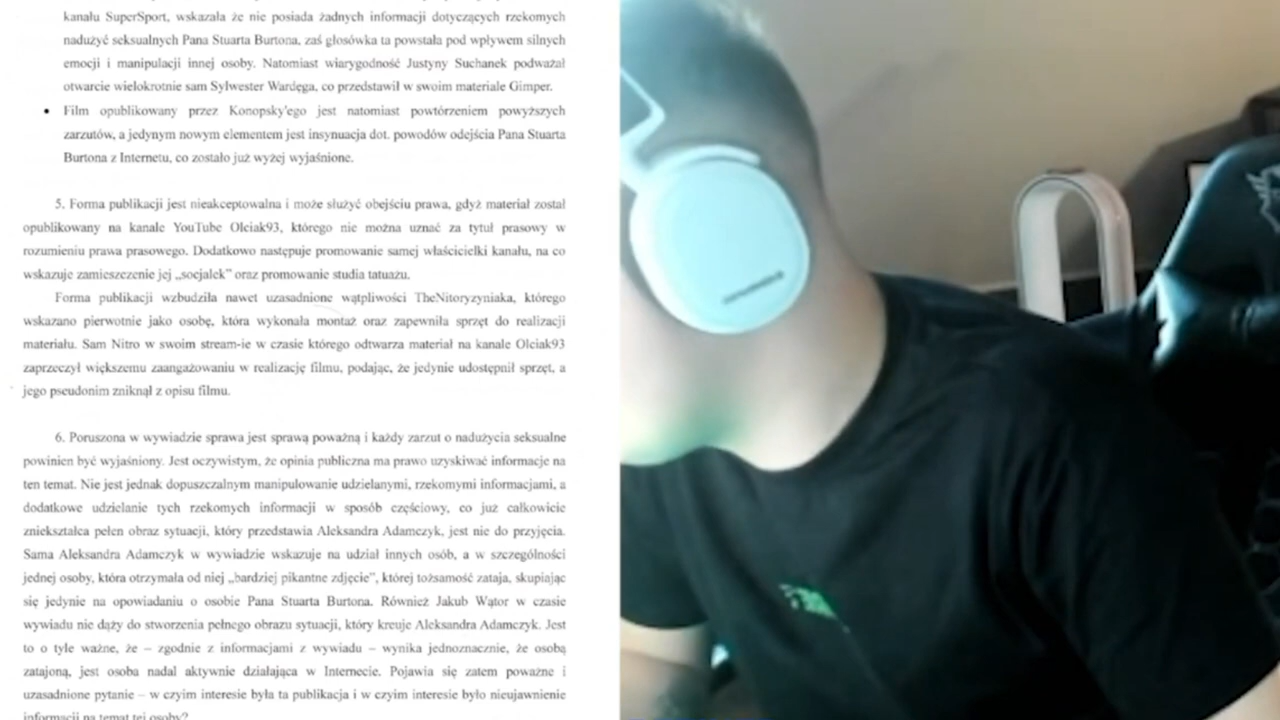 kanału SuperSport, wskazała że nie posiada żadnych informacji dotyczących rzekomych
nadużyć seksualnych Pana Stuarta Burtona, zaś głosówka ta powstała pod wpływem silnych
emocji i manipulacji innej osoby. Natomiast wiarygodność Justyny Suchanek podważał
otwarcie wielokrotnie sam Sylwester Wardęga, co przedstawił w swoim materiale Gimper.
• Film opublikowany przez Konopsky'ego jest natomiast powtórzeniem powyższych
zarzutów, a jedynym nowym elementem jest insynuacja dot. powodów odejścia Pana Stuarta
Burtona z Internetu, co zostało już wyżej wyjaśnione.
5. Forma publikacji jest nieakceptowalna i może służyć obejściu prawa, gdyż materiał został
opublikowany na kanale YouTube Olciak93, którego nie można uznać za tytuł prasowy w
rozumieniu prawa prasowego. Dodatkowo następuje promowanie samej właścicielki kanału, na co
wskazuje zamieszczenie jej „socjalek” oraz promowanie studia tatuażu.
Forma publikacji wzbudziła nawet uzasadnione wątpliwości TheNitoryzyniaka, którego
wskazano pierwotnie jako osobę, która wykonała montaż oraz zapewniła sprzęt do realizacji
materiału. Sam Nitro w swoim stream-ie w czasie którego odtwarza materiał na kanale Olciak93
zaprzeczył większemu zaangażowaniu w realizację filmu, podając, że jedynie udostępnił sprzęt, a
jego pseudonim zniknął z opisu filmu.
6. Poruszona w wywiadzie sprawa jest sprawą poważną i każdy zarzut o nadużycia seksualne
powinien być wyjaśniony. Jest oczywistym, że opinia publiczna ma prawo uzyskiwać informacje na
ten temat. Nie jest jednak dopuszczalnym manipulowanie udzielanymi, rzekomymi informacjami, a
dodatkowe udzielanie tych rzekomych informacji w sposób częściowy, co już całkowicie
zniekształca pełen obraz sytuacji, który przedstawia Aleksandra Adamczyk, jest nie do przyjęcia.
Sama Aleksandra Adamczyk w wywiadzie wskazuje na udział innych osób, a w szczególności
jednej osoby, która otrzymała od niej „bardziej pikantne zdjęcie”, której tożsamość zataja, skupiając
się jedynie na opowiadaniu o osobie Pana Stuarta Burtona. Również Jakub Wątor w czasie
wywiadu nie dąży do stworzenia pełnego obrazu sytuacji, który kreuje Aleksandra Adamczyk. Jest
to o tyle ważne, że – zgodnie z informacjami z wywiadu – wynika jednoznacznie, że osobą
zatajoną, jest osoba nadal aktywnie działająca w Internecie. Pojawia się zatem poważne i
uzasadnione pytanie – w czyim interesie była ta publikacja i w czyim interesie było nieujawnienie
informacji na temat tej osoby?